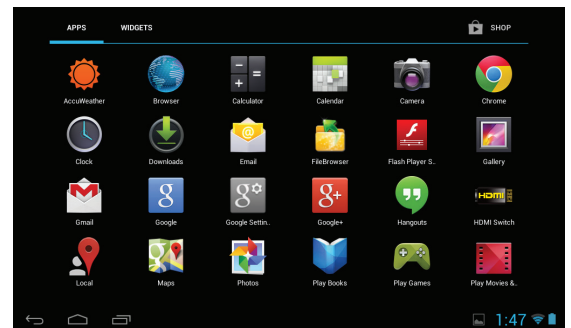 APPS WIDGETS SHOP
AccuWeather Browser Calculator Calendar Camera Chrome
Clock Downloads Email FileBrowser Flash Player S.. Gallery
g g g+ HDMI
Gmail Google Google Settin.. Google+ Hangouts HDMI Switch
Local Maps Photos Play Books Play Games Play Movies &..
1:47